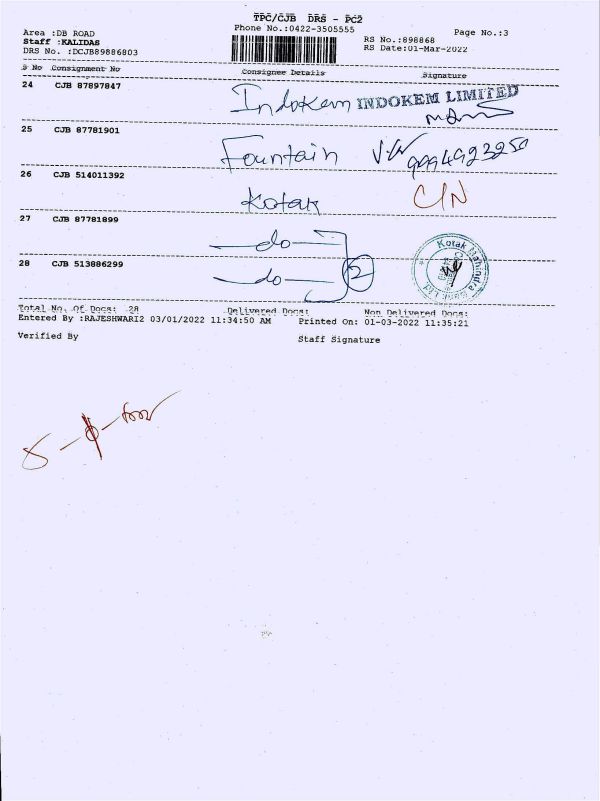 TPC/CJB DRS - PC2
Area :DB ROAD
Phone No.:0422-3505555
Page No.:3
Staff :KALIDAS
RS No.:898868
DRS No. :DCJB89886803
RS Date:01-Mar-2022
S No Consignment No Consignee Details Signature
24 CJB 87897847 Indokem INDOKEM LIMITED
25 CJB 87781901 Fountain
26 CJB 514011392 Kotak
27 CJB 87781899 -do-
28 CJB 513886299 -do- 2
Kotak Mahindra
Total No. Of Docs: 28 Delivered Docs: Non Delivered Docs:
Entered By :RAJESHWARI2 03/01/2022 11:34:50 AM Printed On: 01-03-2022 11:35:21
Verified By Staff Signature